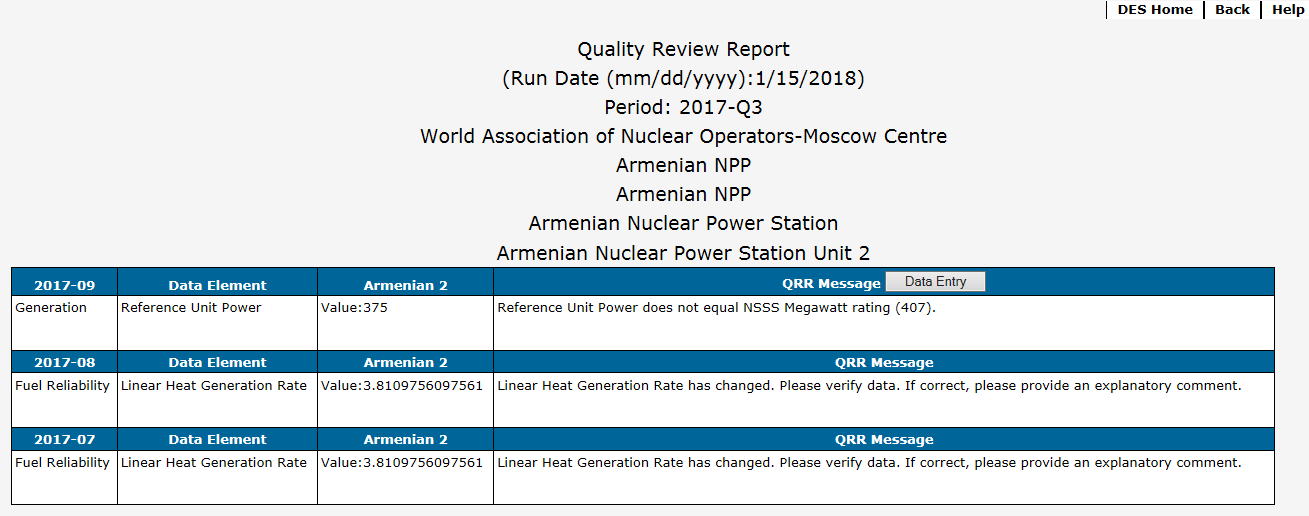 DES Home Back Help
Quality Review Report
(Run Date (mm/dd/yyyy):1/15/2018)
Period: 2017-Q3
World Association of Nuclear Operators-Moscow Centre
Armenian NPP
Armenian NPP
Armenian Nuclear Power Station
Armenian Nuclear Power Station Unit 2
2017-09 Data Element Armenian 2 QRR Message Data Entry
Generation Reference Unit Power Value:375 Reference Unit Power does not equal NSSS Megawatt rating (407).
2017-08 Data Element Armenian 2 QRR Message
Fuel Reliability Linear Heat Generation Rate Value:3.8109756097561 Linear Heat Generation Rate has changed. Please verify data. If correct, please provide an explanatory comment.
2017-07 Data Element Armenian 2 QRR Message
Fuel Reliability Linear Heat Generation Rate Value:3.8109756097561 Linear Heat Generation Rate has changed. Please verify data. If correct, please provide an explanatory comment.